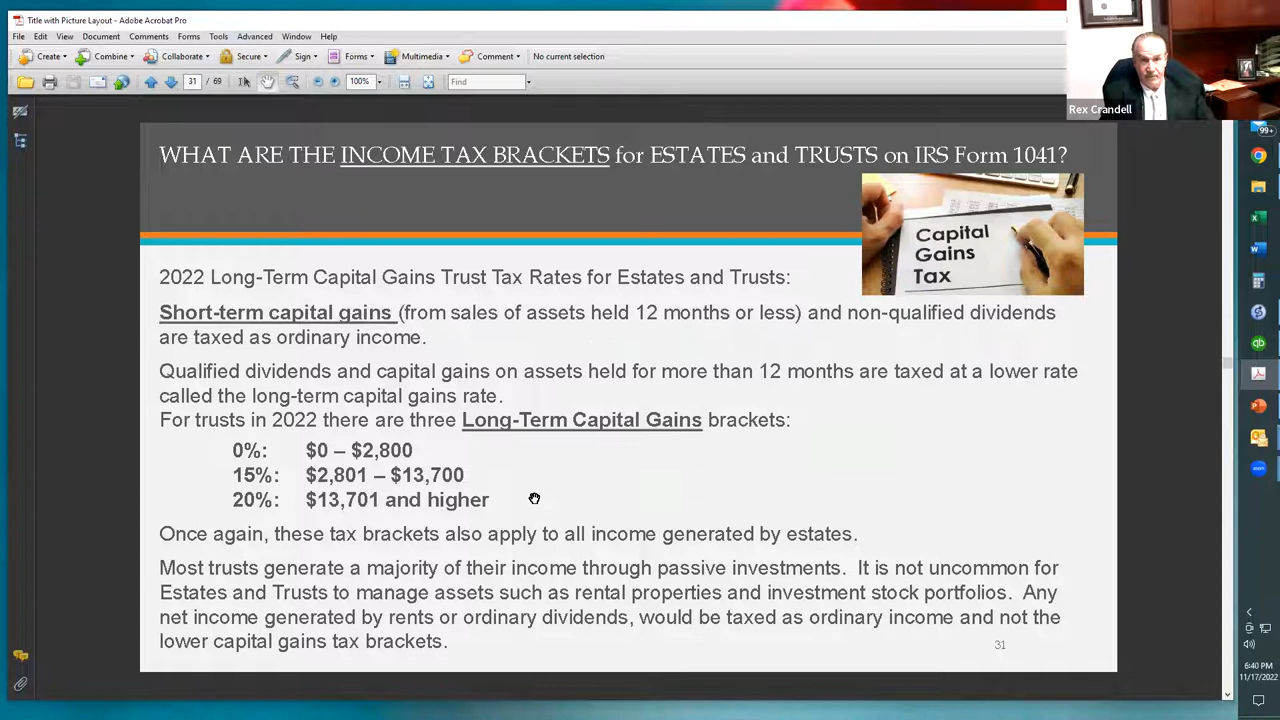 Title with Picture Layout - Adobe Acrobat Pro
File Edit View Document Comments Forms Tools Advanced Window Help
Create Combine Collaborate Secure Sign Forms Multimedia Comment No current selection
31 / 69 100% Find
Rex Crandell
99+
WHAT ARE THE INCOME TAX BRACKETS for ESTATES and TRUSTS on IRS Form 1041?
Capital
Gains
Tax
2022 Long-Term Capital Gains Trust Tax Rates for Estates and Trusts:
Short-term capital gains (from sales of assets held 12 months or less) and non-qualified dividends
are taxed as ordinary income.
Qualified dividends and capital gains on assets held for more than 12 months are taxed at a lower rate
called the long-term capital gains rate.
For trusts in 2022 there are three Long-Term Capital Gains brackets:
0%: $0 – $2,800
15%: $2,801 – $13,700
20%: $13,701 and higher
Once again, these tax brackets also apply to all income generated by estates.
Most trusts generate a majority of their income through passive investments. It is not uncommon for
Estates and Trusts to manage assets such as rental properties and investment stock portfolios. Any
net income generated by rents or ordinary dividends, would be taxed as ordinary income and not the
lower capital gains tax brackets.
31
6:40 PM
11/17/2022